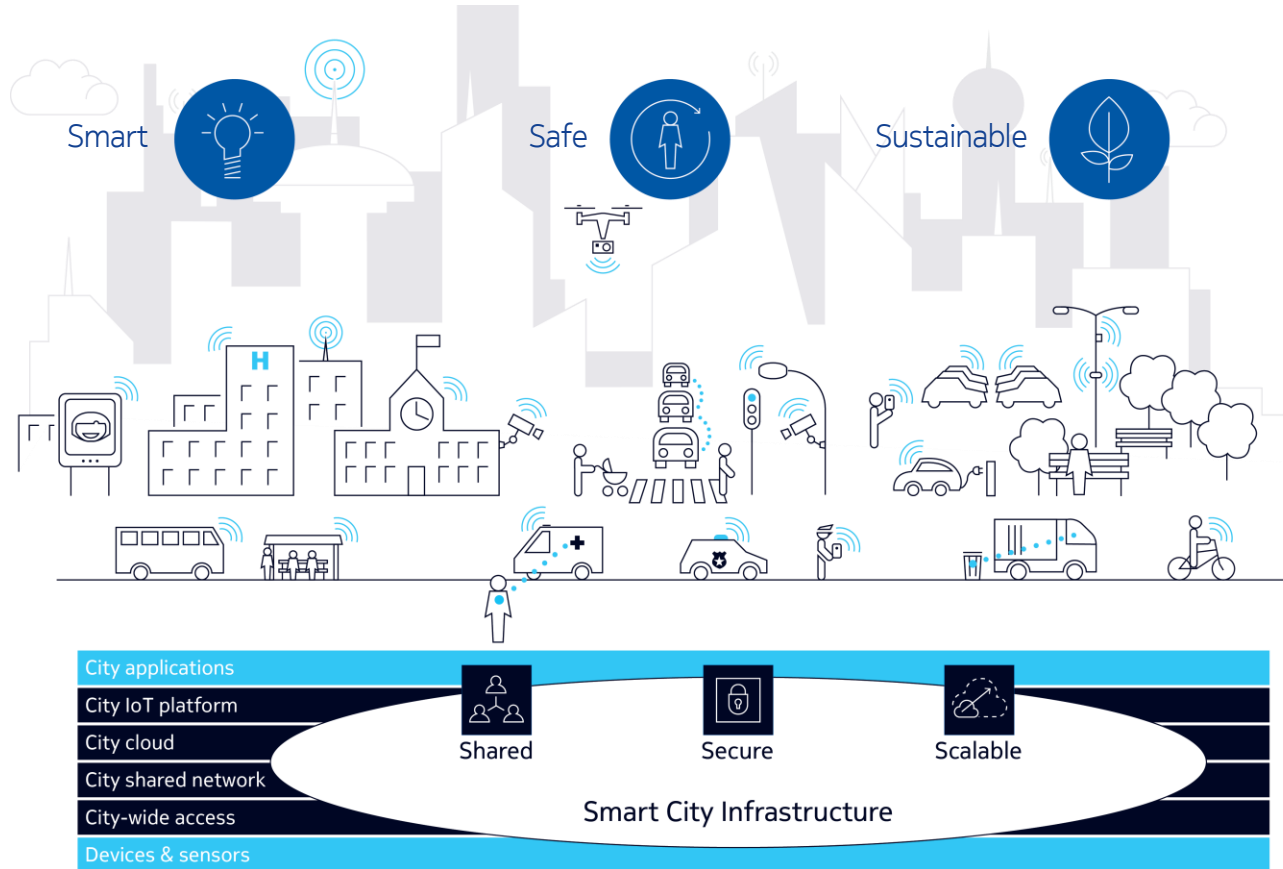 Smart
Safe
Sustainable
H
City applications
City IoT platform
City cloud
City shared network
City-wide access
Devices & sensors
Shared
Secure
Scalable
Smart City Infrastructure